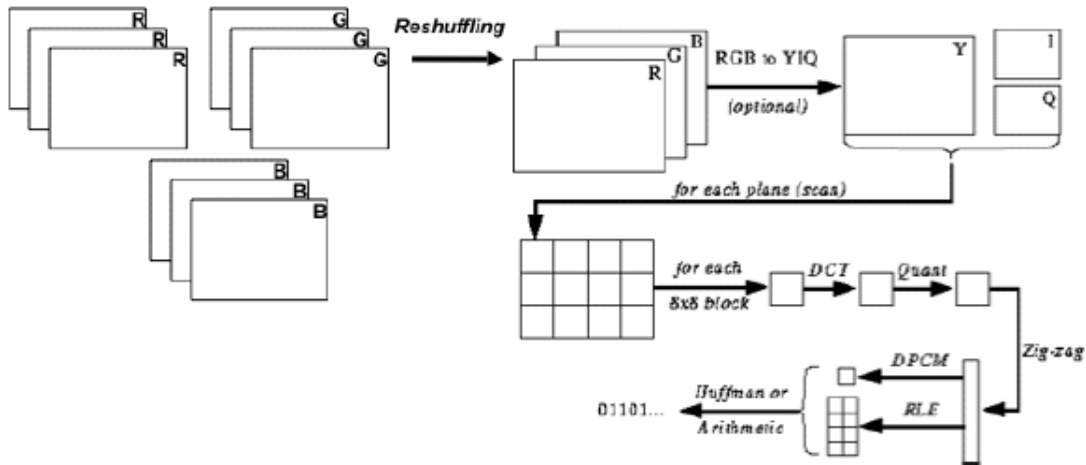 R
R
R
G
G
G
B
B
B
Reshuffling
B
G
R
RGB to YIQ
(optional)
Y
I
Q
for each plane (scan)
for each
8x8 block
DCT
Quant
Zig-zag
DPCM
RLE
Huffman or
Arithmetic
01101...